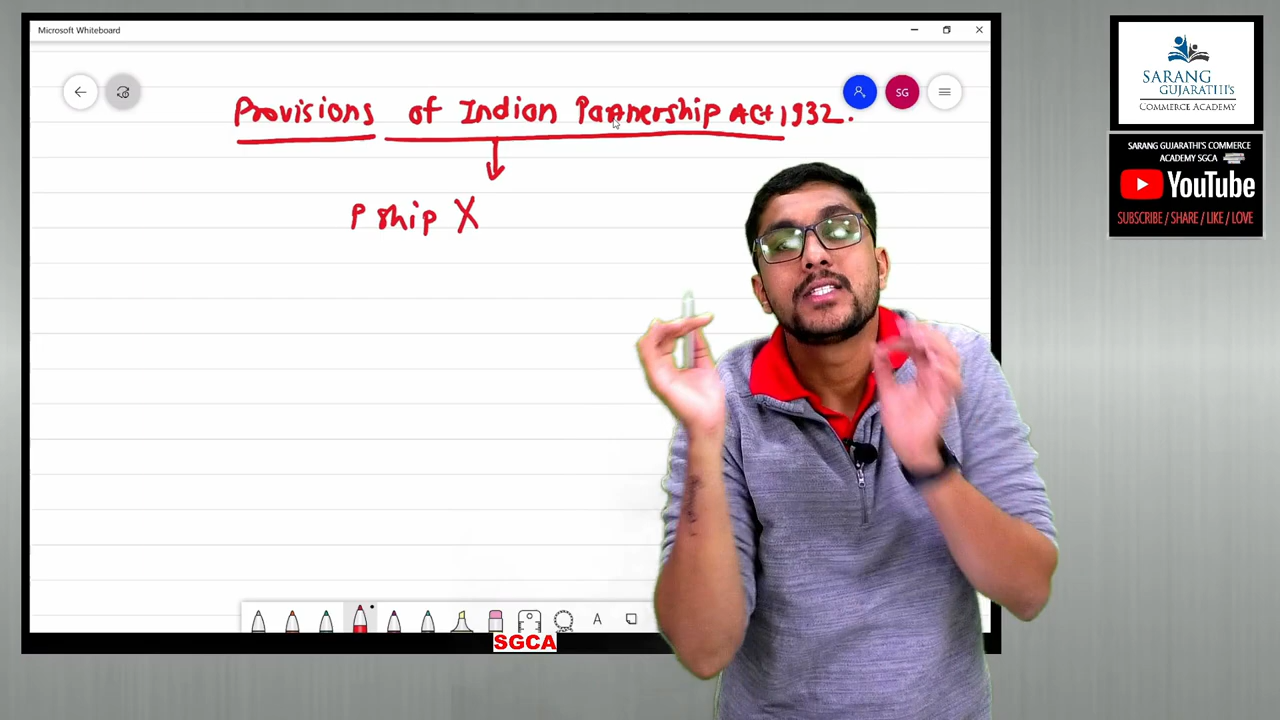 Microsoft Whiteboard
SG
Provisions of Indian Partnership Act 1932.
P ship X
A
SGCA
SARANG
GUJARATHI'S
COMMERCE ACADEMY
SARANG GUJARATHI'S COMMERCE
ACADEMY SGCA
YouTube
SUBSCRIBE / SHARE / LIKE / LOVE